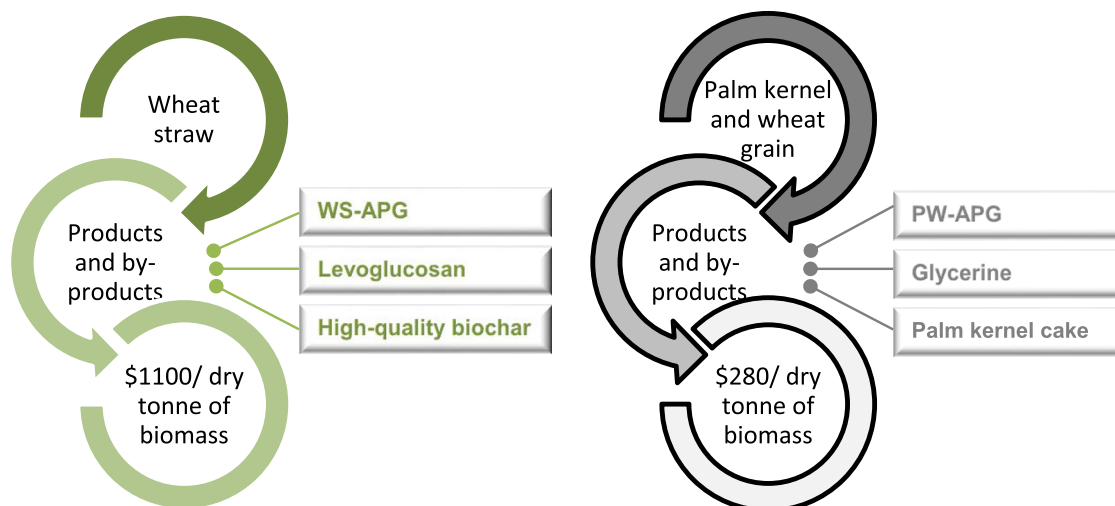 Wheat
straw
Products
and by-
products
WS-APG
Levoglucosan
High-quality biochar
$1100/ dry
tonne of
biomass
Palm kernel
and wheat
grain
Products
and by-
products
PW-APG
Glycerine
Palm kernel cake
$280/ dry
tonne of
biomass